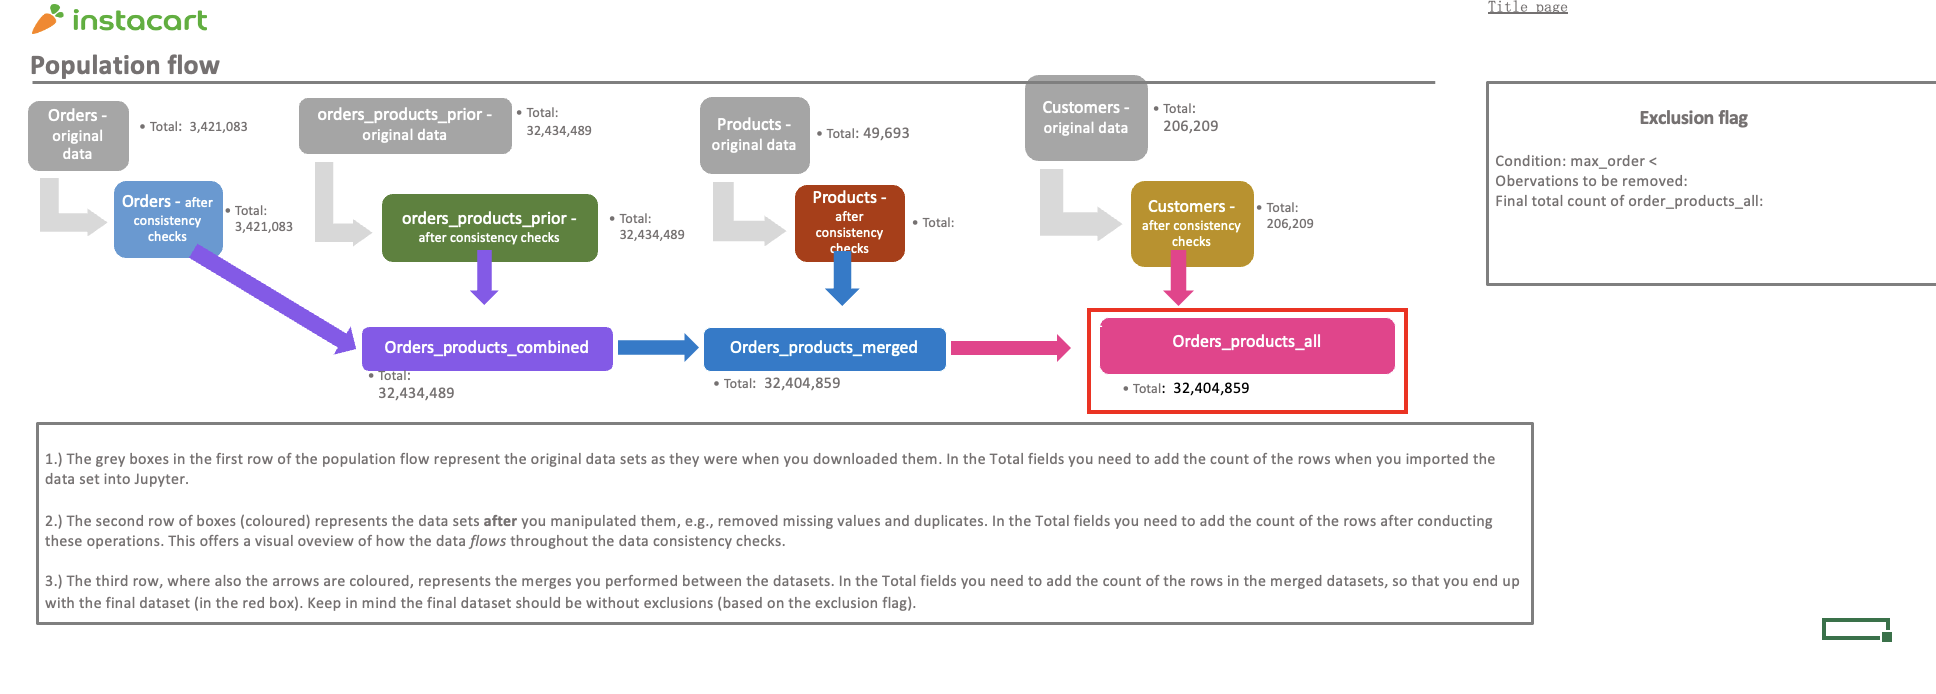 Title page
instacart
Population flow
Orders -
original
data
• Total: 3,421,083
orders_products_prior -
original data
• Total:
32,434,489
Products -
original data
• Total: 49,693
Customers -
original data
• Total:
206,209
Exclusion flag
Condition: max_order <
Obervations to be removed:
Final total count of order_products_all:
Orders - after
consistency
checks
• Total:
3,421,083
orders_products_prior -
after consistency checks
• Total:
32,434,489
Products -
after
consistency
checks
• Total:
Customers -
after consistency
checks
• Total:
206,209
Orders_products_combined
• Total:
32,434,489
Orders_products_merged
• Total: 32,404,859
Orders_products_all
• Total: 32,404,859
1.) The grey boxes in the first row of the population flow represent the original data sets as they were when you downloaded them. In the Total fields you need to add the count of the rows when you imported the
data set into Jupyter.
2.) The second row of boxes (coloured) represents the data sets after you manipulated them, e.g., removed missing values and duplicates. In the Total fields you need to add the count of the rows after conducting
these operations. This offers a visual oveview of how the data flows throughout the data consistency checks.
3.) The third row, where also the arrows are coloured, represents the merges you performed between the datasets. In the Total fields you need to add the count of the rows in the merged datasets, so that you end up
with the final dataset (in the red box). Keep in mind the final dataset should be without exclusions (based on the exclusion flag).